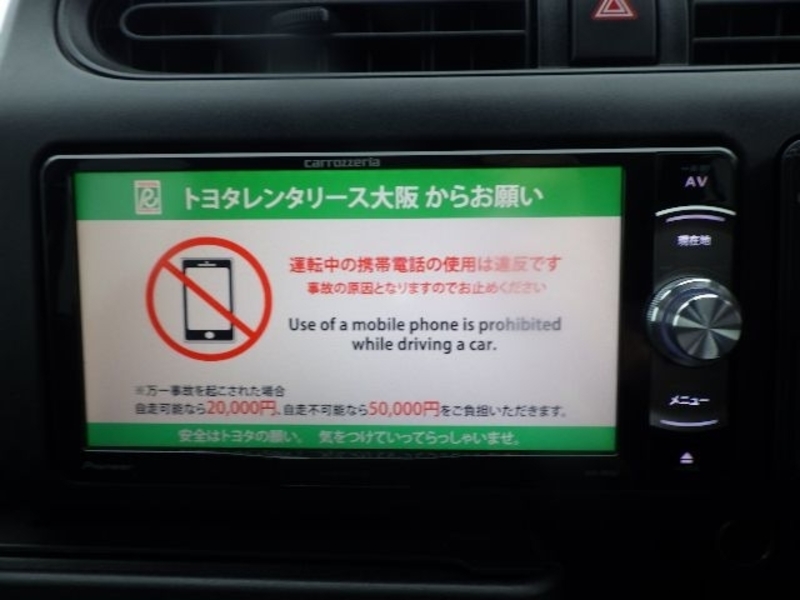 carrozzeria
トヨタレンタリース大阪 からお願い
運転中の携帯電話の使用は違反です
事故の原因となりますのでお止めください
Use of a mobile phone is prohibited
while driving a car.
※万一事故を起こされた場合
自走可能なら20,000円、自走不可能なら50,000円をご負担いただきます。
安全はトヨタの願い。 気をつけていってらっしゃいませ。
Pioneer
AV
現在地
メニュー